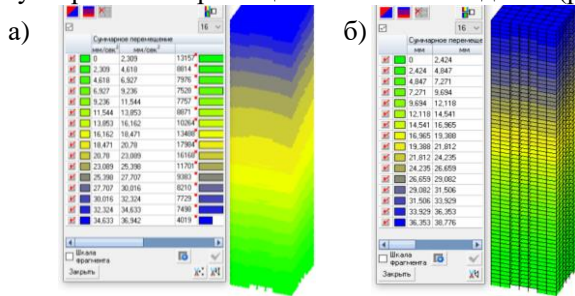 а)
16
Суммарное перемещение
мм/сек² мм/сек²
0 2,309 13157
2,309 4,618 8814
4,618 6,927 7976
6,927 9,236 7528
9,236 11,544 7757
11,544 13,853 8871
13,853 16,162 10264
16,162 18,471 13488
18,471 20,78 17984
20,78 23,089 16168
23,089 25,398 11701
25,398 27,707 9383
27,707 30,016 8210
30,016 32,324 7729
32,324 34,633 7498
34,633 36,942 4019
Шкала фрагмента
Закрыть
б)
16
Суммарное перемеще
мм мм
0 2,424
2,424 4,847
4,847 7,271
7,271 9,694
9,694 12,118
12,118 14,541
14,541 16,965
16,965 19,388
19,388 21,812
21,812 24,235
24,235 26,659
26,659 29,082
29,082 31,506
31,506 33,929
33,929 36,353
36,353 38,776
Шкала фрагмента
Закрыть